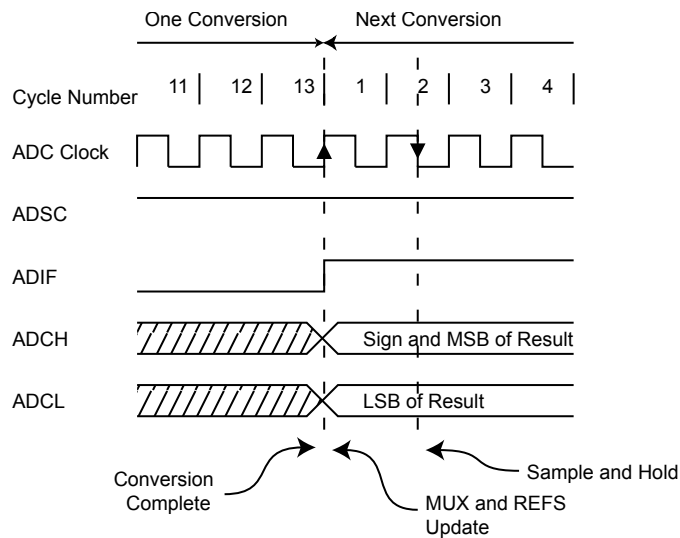 One Conversion Next Conversion
Cycle Number 11 12 13 1 2 3 4
ADC Clock
ADSC
ADIF
ADCH Sign and MSB of Result
ADCL LSB of Result
Conversion
Complete
MUX and REFS
Update
Sample and Hold